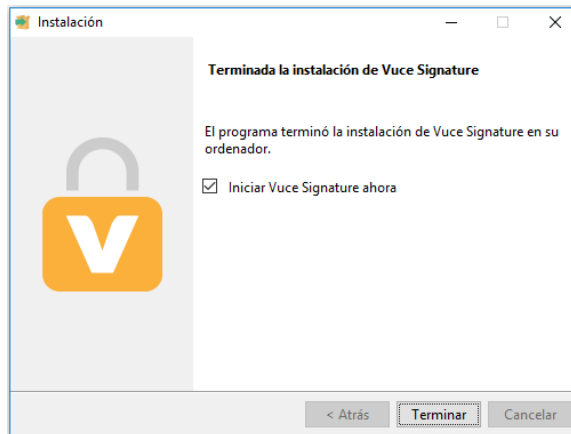 Instalación
Terminada la instalación de Vuce Signature
El programa terminó la instalación de Vuce Signature en su
ordenador.
Iniciar Vuce Signature ahora
V
< Atrás
Terminar
Cancelar